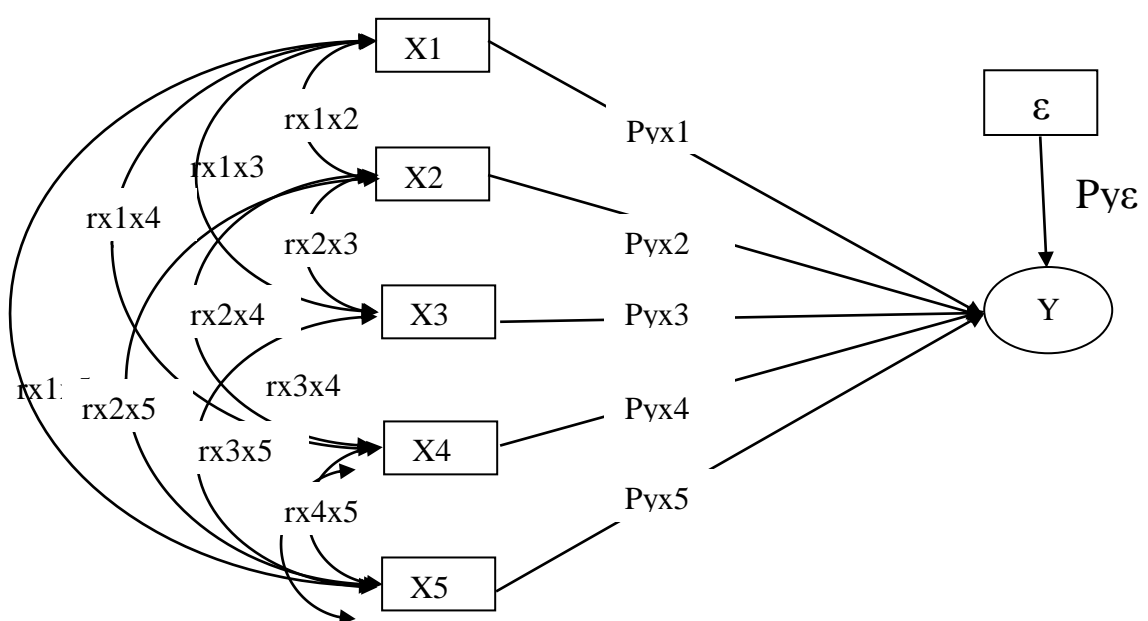 X1
ε
rx1x2
Pyx1
rx1x3
X2
Pyε
rx1x4
rx2x3
Pyx2
X3
Y
rx2x4
Pyx3
rx3x4
rx2x5
Pyx4
rx3x5
X4
Pyx5
rx4x5
X5